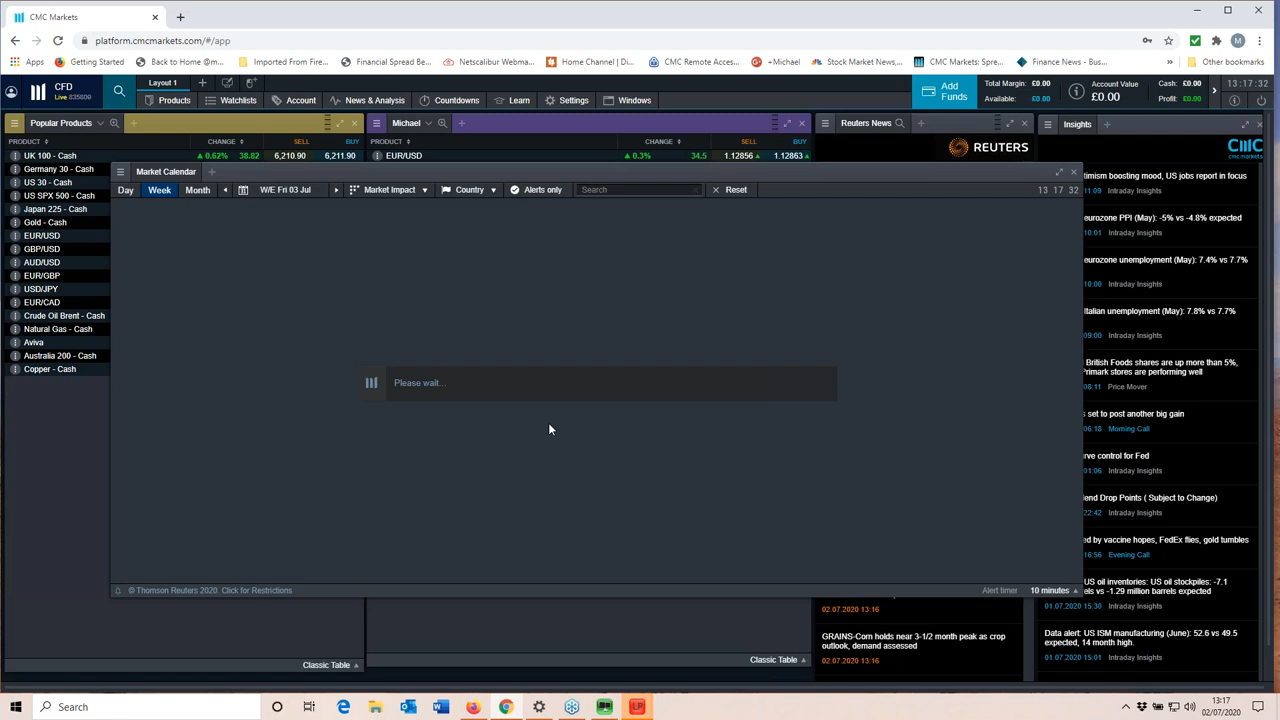 CMC Markets
platform.cmcmarkets.com/#/app
Apps
Getting Started
Back to Home @m...
Imported From Fire...
Financial Spread Be...
Netscalibur Webma...
Home Channel | Di...
CMC Remote Acces...
+Michael
Stock Market News,...
CMC Markets: Spre...
Finance News - Bus...
»
Other bookmarks
CFD
Live 835809
Layout 1
Products
Watchlists
Account
News & Analysis
Countdowns
Learn
Settings
Windows
Add Funds
Total Margin: £0.00
Available: £0.00
Account Value
£0.00
Cash: £0.00
Profit: £0.00
13:17:32
Popular Products
Michael
Reuters News
Insights
PRODUCT
CHANGE
SELL
BUY
PRODUCT
CHANGE
SELL
BUY
REUTERS
cmc markets
UK 100 - Cash
0.62%
38.82
6,210.90
6,211.90
EUR/USD
0.3%
34.5
1.12856
1.12863
Germany 30 - Cash
US 30 - Cash
US SPX 500 - Cash
Japan 225 - Cash
Gold - Cash
EUR/USD
GBP/USD
AUD/USD
EUR/GBP
USD/JPY
EUR/CAD
Crude Oil Brent - Cash
Natural Gas - Cash
Aviva
Australia 200 - Cash
Copper - Cash
Market Calendar
Day
Week
Month
W/E Fri 03 Jul
Market Impact
Country
Alerts only
Search
Reset
13 17 32
Please wait...
© Thomson Reuters 2020. Click for Restrictions
Alert timer
10 minutes
timism boosting mood, US jobs report in focus
11:09
Intraday Insights
eurozone PPI (May): -5% vs -4.8% expected
10:01
Intraday Insights
eurozone unemployment (May): 7.4% vs 7.7%
10:00
Intraday Insights
Italian unemployment (May): 7.8% vs 7.7%
09:00
Intraday Insights
British Foods shares are up more than 5%,
Primark stores are performing well
08:11
Price Mover
set to post another big gain
06:18
Morning Call
rve control for Fed
01:06
Intraday Insights
lend Drop Points ( Subject to Change)
22:42
Intraday Insights
ed by vaccine hopes, FedEx flies, gold tumbles
16:56
Evening Call
US oil inventories: US oil stockpiles: -7.1
els vs -1.29 million barrels expected
01.07.2020 15:30
Intraday Insights
Data alert: US ISM manufacturing (June): 52.6 vs 49.5
expected, 14 month high.
01.07.2020 15:01
Intraday Insights
02.07.2020 13:16
GRAINS-Corn holds near 3-1/2 month peak as crop
outlook, demand assessed
02.07.2020 13:16
Classic Table
Classic Table
Search
13:17
02/07/2020